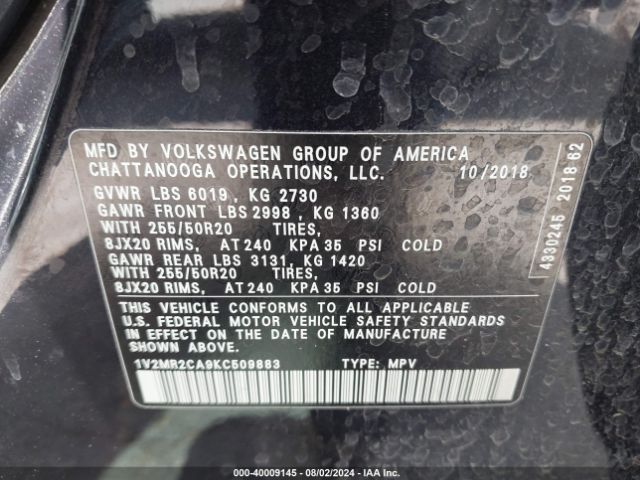 MFD BY VOLKSWAGEN GROUP OF AMERICA
CHATTANOOGA OPERATIONS, LLC. 10/2018
GVWR LBS 6019, KG 2730
GAWR FRONT LBS 2998, KG 1360
WITH 255/50R20 TIRES,
8JX20 RIMS, AT 240 KPA 35 PSI COLD
GAWR REAR LBS 3131, KG 1420
WITH 255/50R20 TIRES,
8JX20 RIMS, AT 240 KPA 35 PSI COLD
THIS VEHICLE CONFORMS TO ALL APPLICABLE
U.S. FEDERAL MOTOR VEHICLE SAFETY STANDARDS
IN EFFECT ON THE DATE OF MANUFACTURE
SHOWN ABOVE.
1V2MR2CA9KC509883 TYPE: MPV
4330245 2018 62
000-40009145 - 08/02/2024 - IAA Inc.